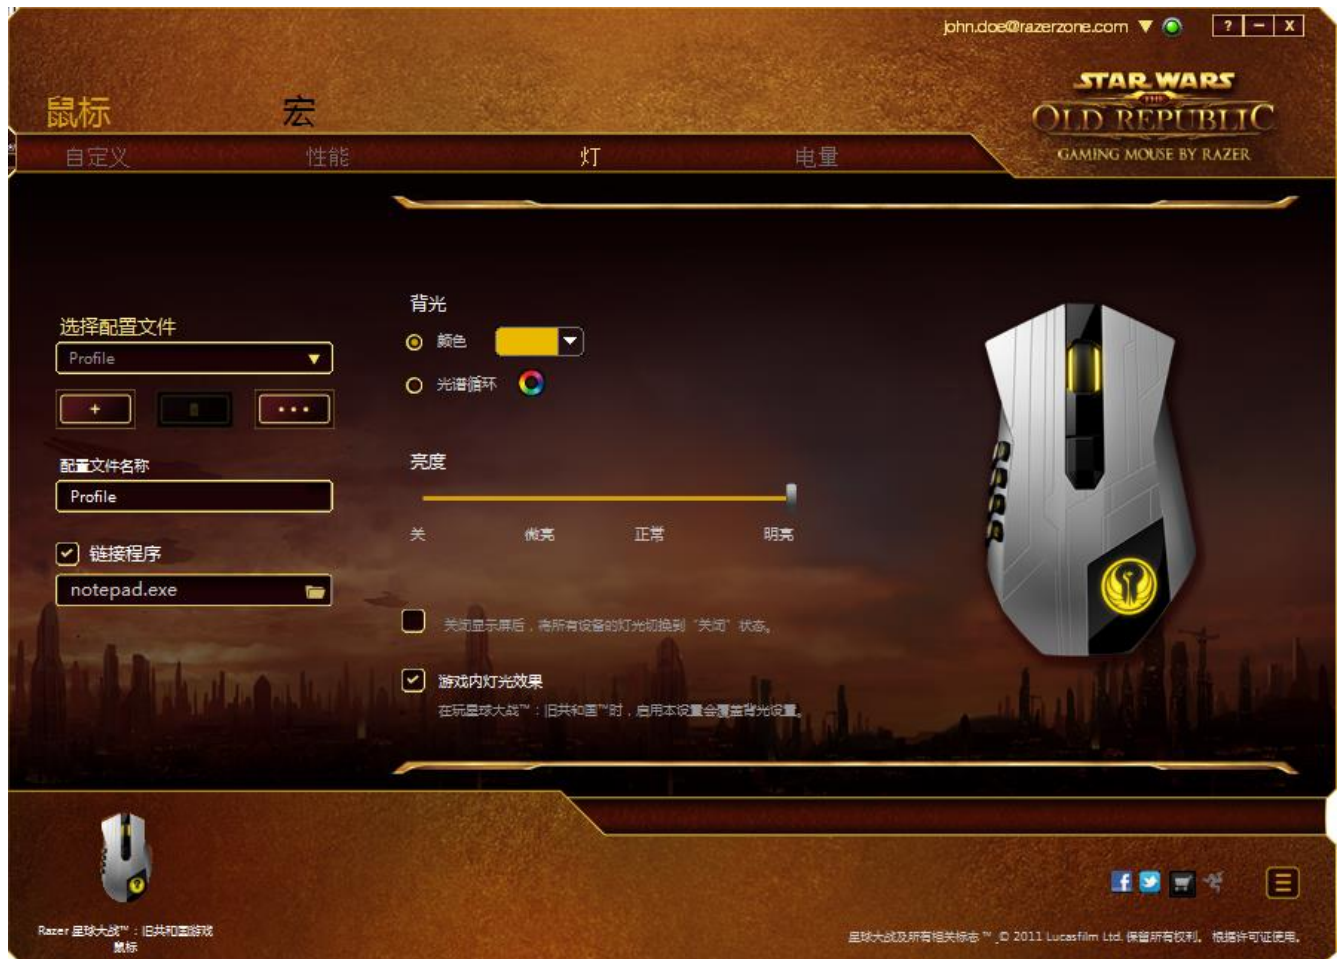 john.doe@razerzone.com
? - X
STAR WARS
THE
OLD REPUBLIC
GAMING MOUSE BY RAZER
鼠标 宏
自定义 性能 灯 电量
选择配置文件
Profile
+ ...
配置文件名称
Profile
链接程序
notepad.exe
背光
颜色
光谱循环
亮度
关 微亮 正常 明亮
关闭显示屏后，将所有设备的灯光切换到“关闭”状态。
游戏内灯光效果
在玩星球大战™：旧共和国™时，启用本设置会覆盖背光设置。
Razer 星球大战™：旧共和国游戏
鼠标
星球大战及所有相关标志 ™ ,© 2011 Lucasfilm Ltd. 保留所有权利。 根据许可证使用。